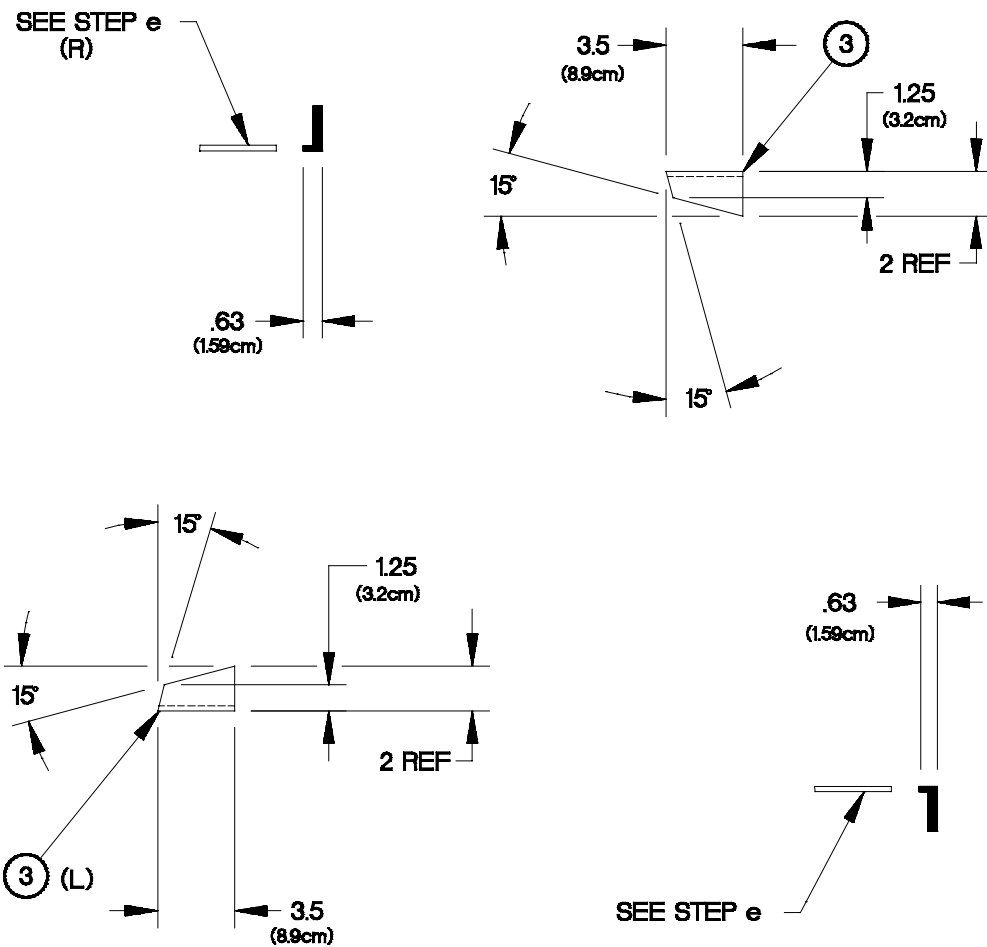 SEE STEP e
(R)
3.5
(8.9cm)
3
1.25
(3.2cm)
15°
2 REF
.63
(1.59cm)
15°
15°
1.25
(3.2cm)
.63
(1.59cm)
15°
2 REF
3 (L)
3.5
(8.9cm)
SEE STEP e